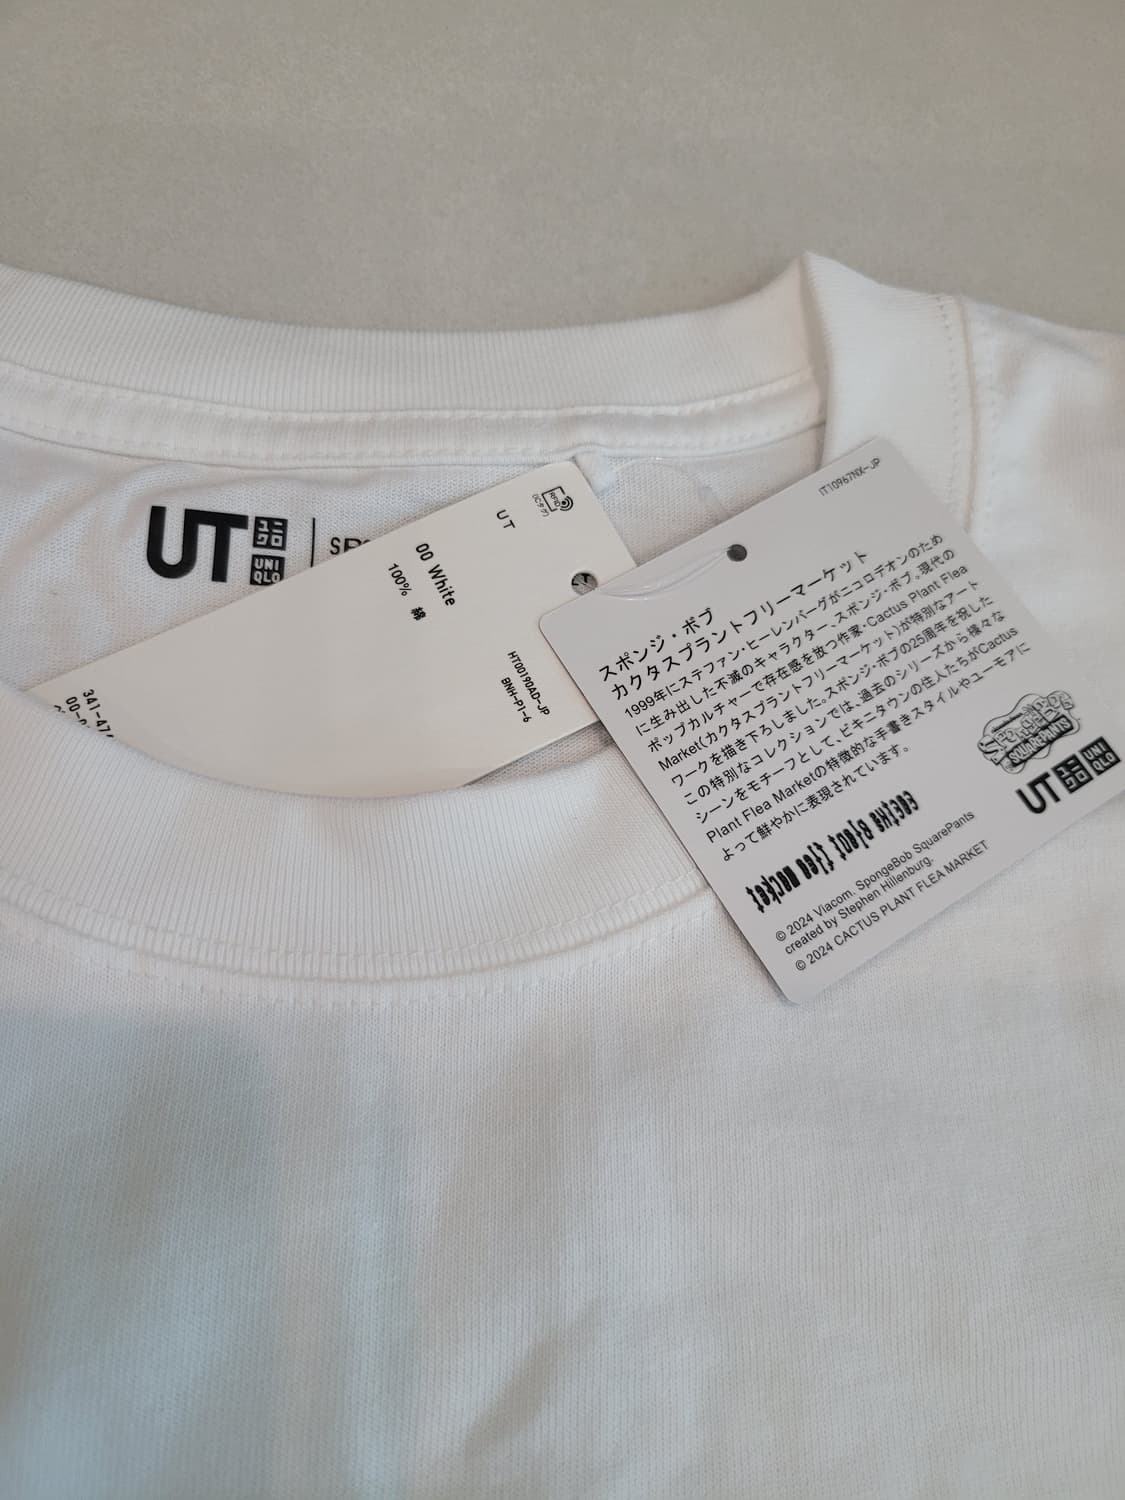 UT
ユニ
クロ
UNI
QLO
UT
00 White
100% 綿
HT00190AD-JP
BNH-P1-6
RFID
(ICタグ)
IT10967NX-JP
スポンジ・ボブ
カクタスプラントフリーマーケット
1999年にステファン・ヒーレンバーグがニコロデオンのため
に生み出した不滅のキャラクター、スポンジ・ボブ。現代の
ポップカルチャーで存在感を放つ作家・Cactus Plant Flea
Market(カクタスプラントフリーマーケット)が特別なアート
ワークを描き下ろしました。スポンジ・ボブの25周年を祝した
この特別なコレクションでは、過去のシリーズから様々な
シーンをモチーフとして、ビキニタウンの住人たちがCactus
Plant Flea Marketの特徴的な手書きスタイルやユーモアに
よって鮮やかに表現されています。
cactus plant flea market
SpongeBob
SQUAREPANTS
UT
ユニ
クロ
UNI
QLO
© 2024 Viacom. SpongeBob SquarePants
created by Stephen Hillenburg.
© 2024 CACTUS PLANT FLEA MARKET